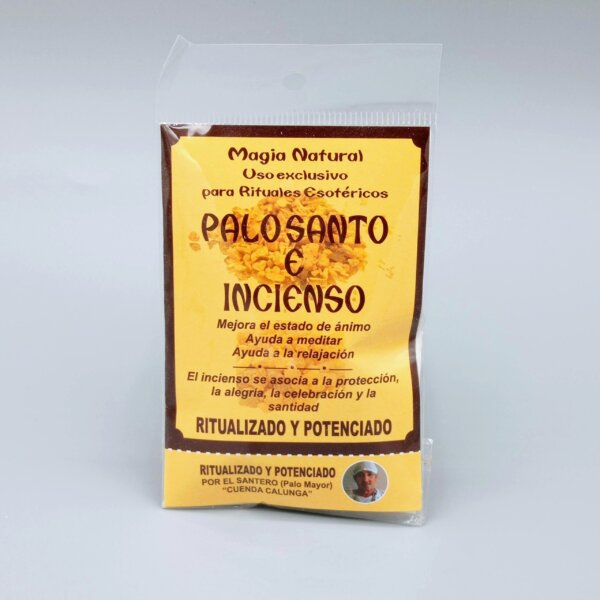 Magia Natural
Uso exclusivo
para Rituales Esotéricos
PALO SANTO
E
INCIENSO
Mejora el estado de ánimo
Ayuda a meditar
Ayuda a la relajación
El incienso se asocia a la protección,
la alegría, la celebración y la
santidad
RITUALIZADO Y POTENCIADO
RITUALIZADO Y POTENCIADO
POR EL SANTERO (Palo Mayor)
“CUENDA CALUNGA”